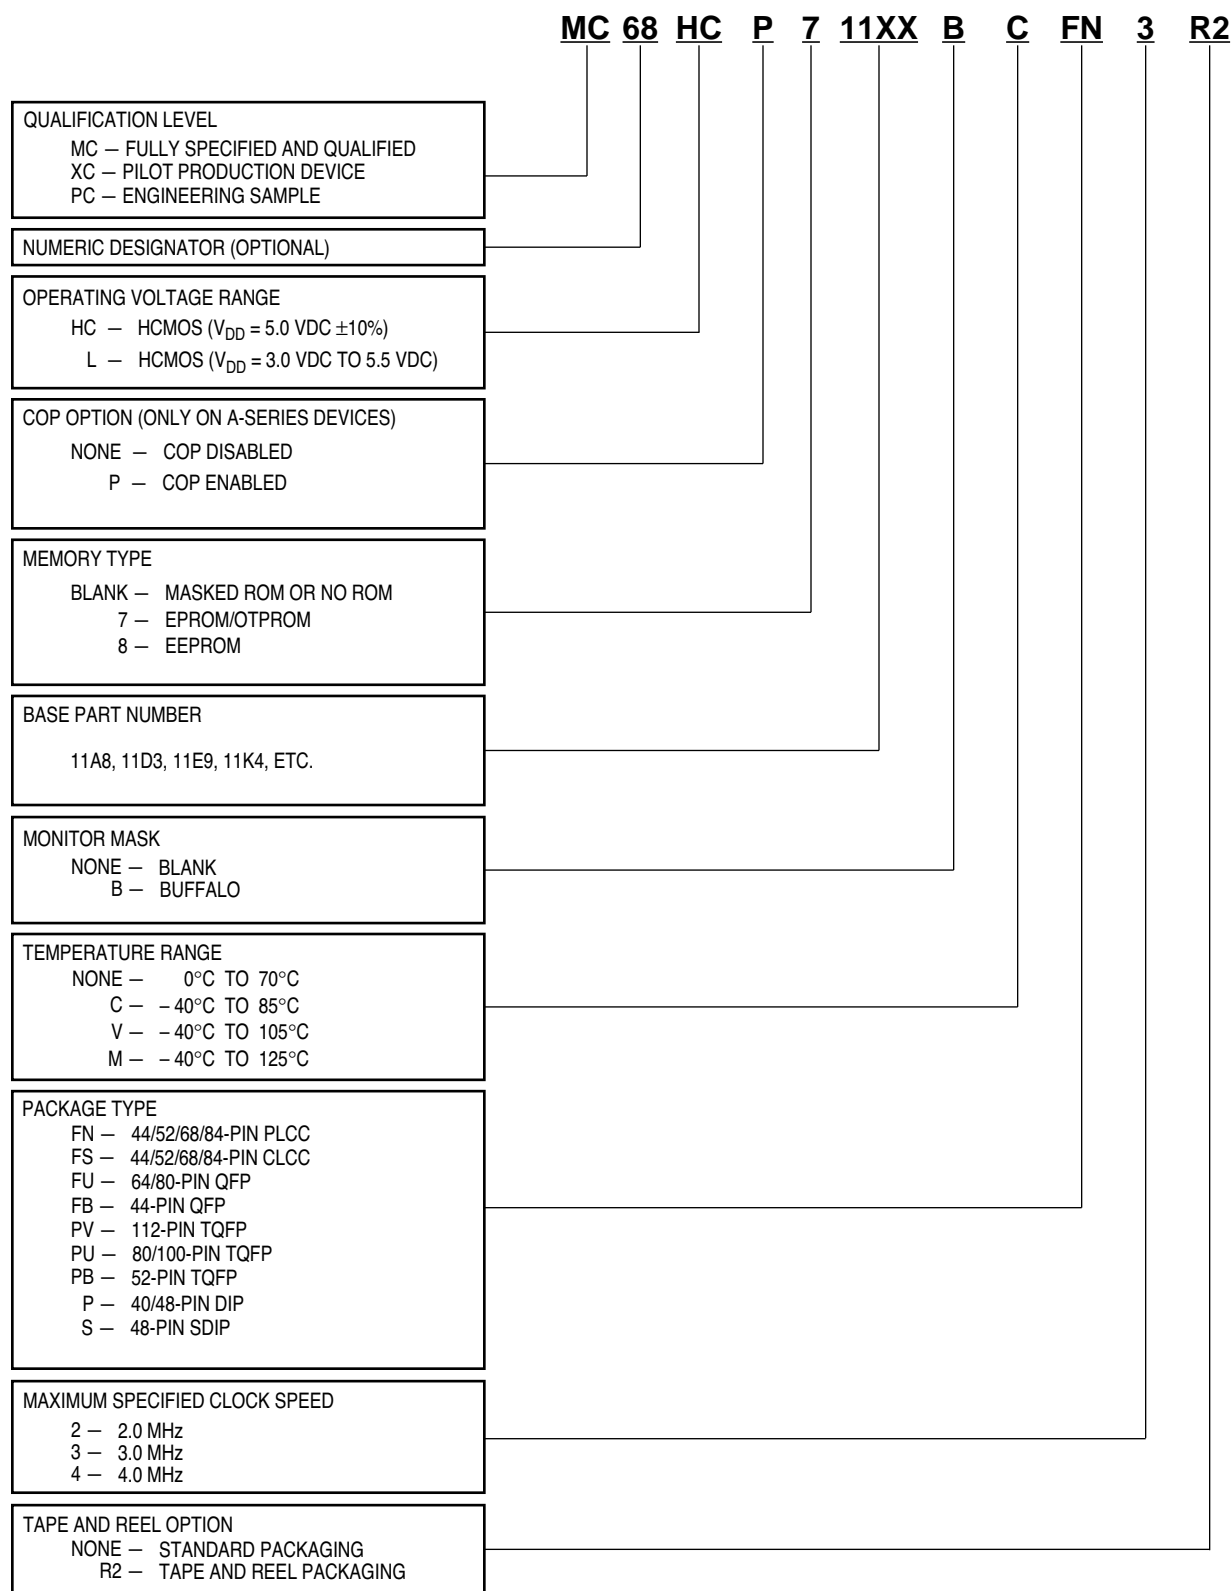 MC 68 HC P 7 11XX B C FN 3 R2
QUALIFICATION LEVEL
MC — FULLY SPECIFIED AND QUALIFIED
XC — PILOT PRODUCTION DEVICE
PC — ENGINEERING SAMPLE
NUMERIC DESIGNATOR (OPTIONAL)
OPERATING VOLTAGE RANGE
HC — HCMOS (VDD = 5.0 VDC ±10%)
L — HCMOS (VDD = 3.0 VDC TO 5.5 VDC)
COP OPTION (ONLY ON A-SERIES DEVICES)
NONE — COP DISABLED
P — COP ENABLED
MEMORY TYPE
BLANK — MASKED ROM OR NO ROM
7 — EPROM/OTPROM
8 — EEPROM
BASE PART NUMBER
11A8, 11D3, 11E9, 11K4, ETC.
MONITOR MASK
NONE — BLANK
B — BUFFALO
TEMPERATURE RANGE
NONE — 0°C TO 70°C
C — – 40°C TO 85°C
V — – 40°C TO 105°C
M — – 40°C TO 125°C
PACKAGE TYPE
FN — 44/52/68/84-PIN PLCC
FS — 44/52/68/84-PIN CLCC
FU — 64/80-PIN QFP
FB — 44-PIN QFP
PV — 112-PIN TQFP
PU — 80/100-PIN TQFP
PB — 52-PIN TQFP
P — 40/48-PIN DIP
S — 48-PIN SDIP
MAXIMUM SPECIFIED CLOCK SPEED
2 — 2.0 MHz
3 — 3.0 MHz
4 — 4.0 MHz
TAPE AND REEL OPTION
NONE — STANDARD PACKAGING
R2 — TAPE AND REEL PACKAGING